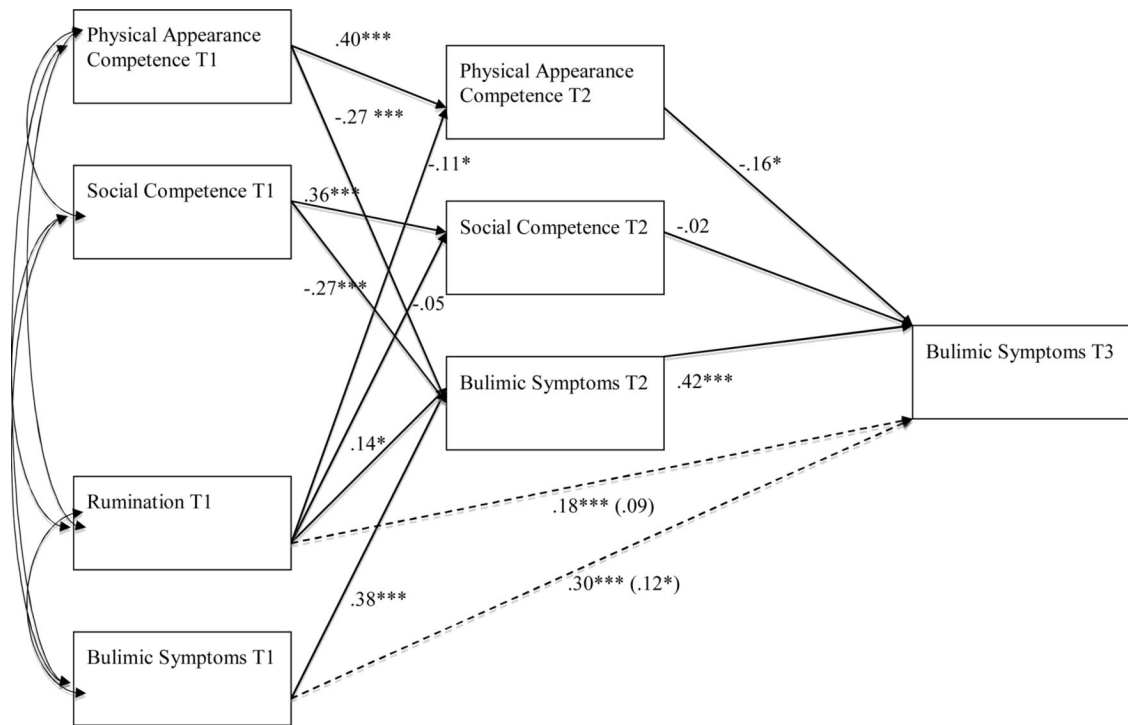 Physical Appearance
Competence T1
.40***
Physical Appearance
Competence T2
-.27 ***
-.11*
-.16*
Social Competence T1
.36***
Social Competence T2
-.02
-.27***
-.05
Bulimic Symptoms T3
Bulimic Symptoms T2
.42***
.14*
Rumination T1
.18*** (.09)
.30*** (.12*)
.38***
Bulimic Symptoms T1